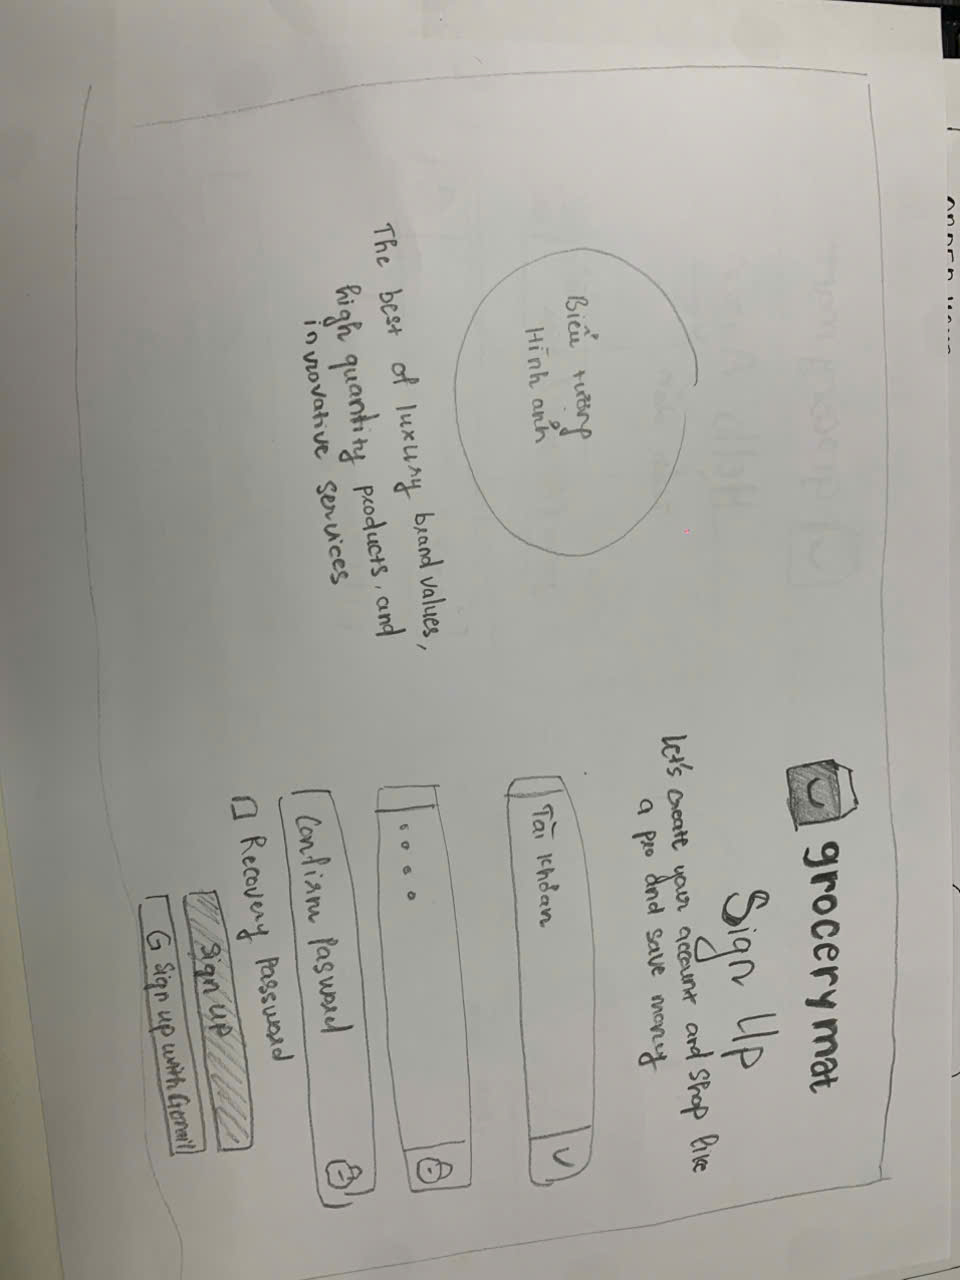 grocerymat
Sign Up
Let's create your account and shop like
a pro and save money
Biểu tượng
Hình ảnh
The best of luxury brand values,
high quantity products, and
innovative services
Tài khoản
Confirm Pasword
Recovery password
Sign up
G Sign up with Gmail